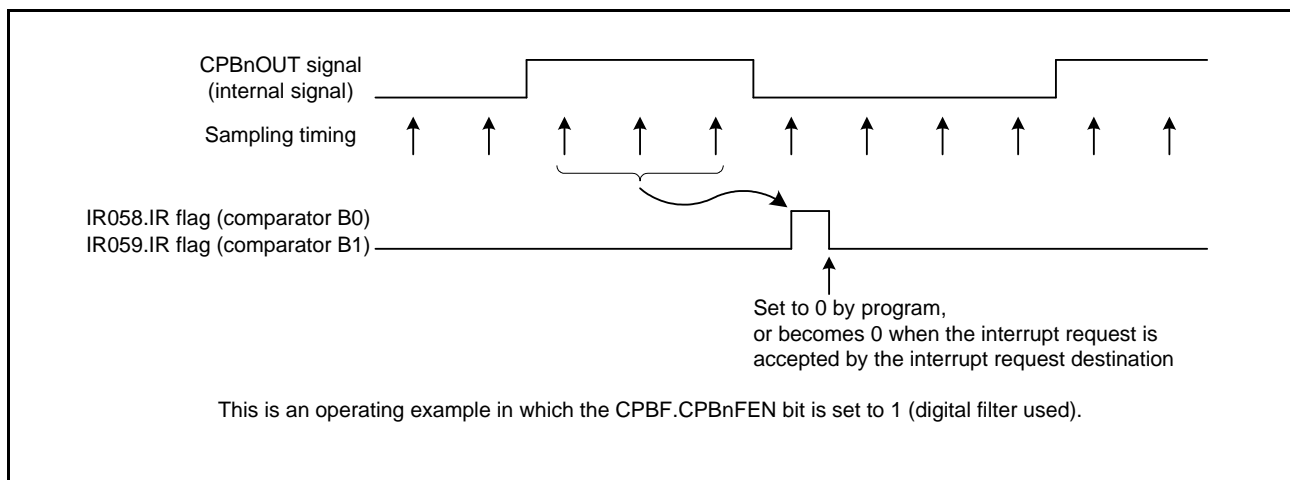 CPBnOUT signal
(internal signal)
Sampling timing
IR058.IR flag (comparator B0)
IR059.IR flag (comparator B1)
Set to 0 by program,
or becomes 0 when the interrupt request is
accepted by the interrupt request destination
This is an operating example in which the CPBF.CPBnFEN bit is set to 1 (digital filter used).